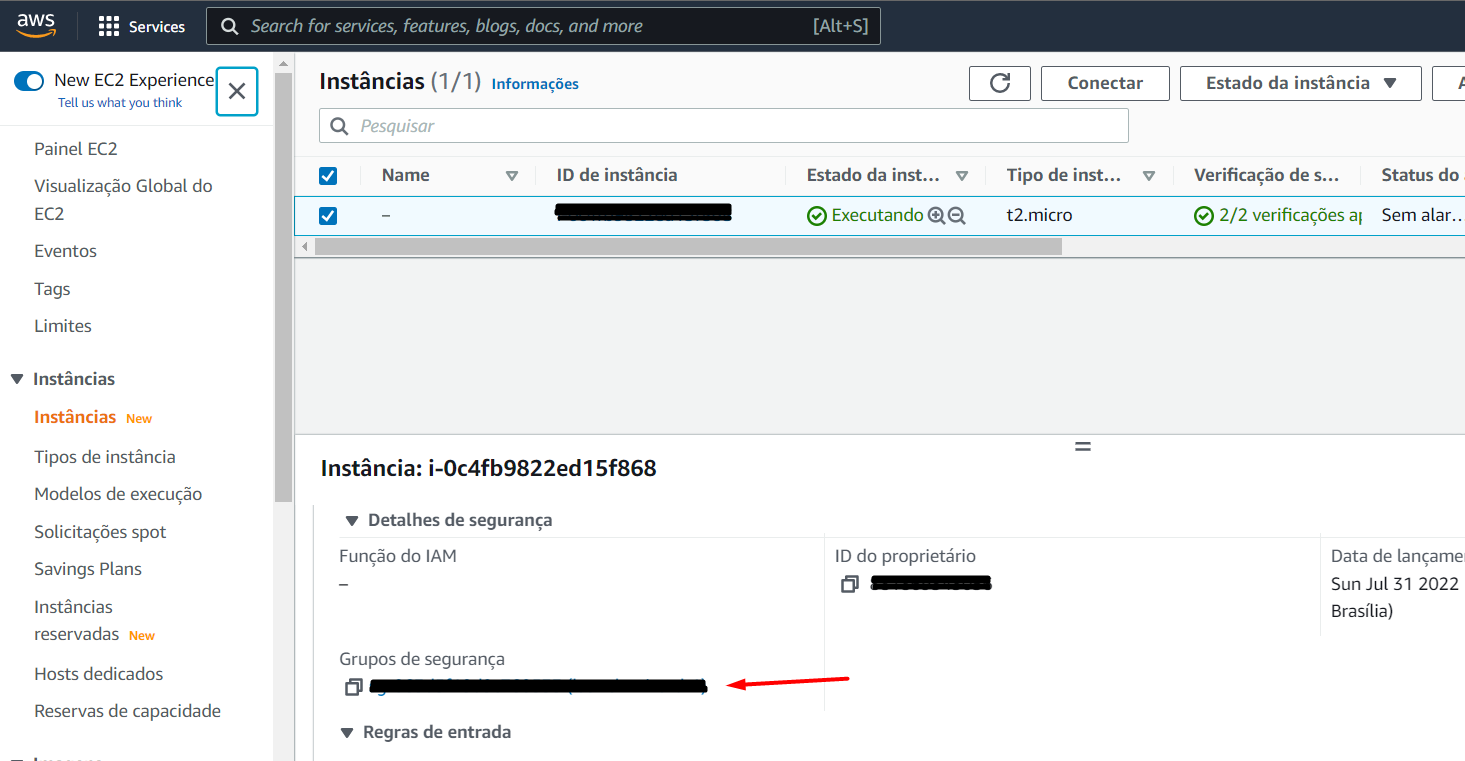 aws
Services
Search for services, features, blogs, docs, and more
[Alt+S]
New EC2 Experience
Tell us what you think
Painel EC2
Visualização Global do
EC2
Eventos
Tags
Limites
Instâncias
Instâncias New
Tipos de instância
Modelos de execução
Solicitações spot
Savings Plans
Instâncias
reservadas New
Hosts dedicados
Reservas de capacidade
Instâncias (1/1) Informações
Conectar
Estado da instância
Pesquisar
Name
ID de instância
Estado da inst...
Tipo de inst...
Verificação de s...
Status do
–
Executando
t2.micro
2/2 verificações
Sem alar...
Instância: i-0c4fb9822ed15f868
Detalhes de segurança
Função do IAM
–
ID do proprietário
Data de lançame
Sun Jul 31 2022
Brasília)
Grupos de segurança
Regras de entrada